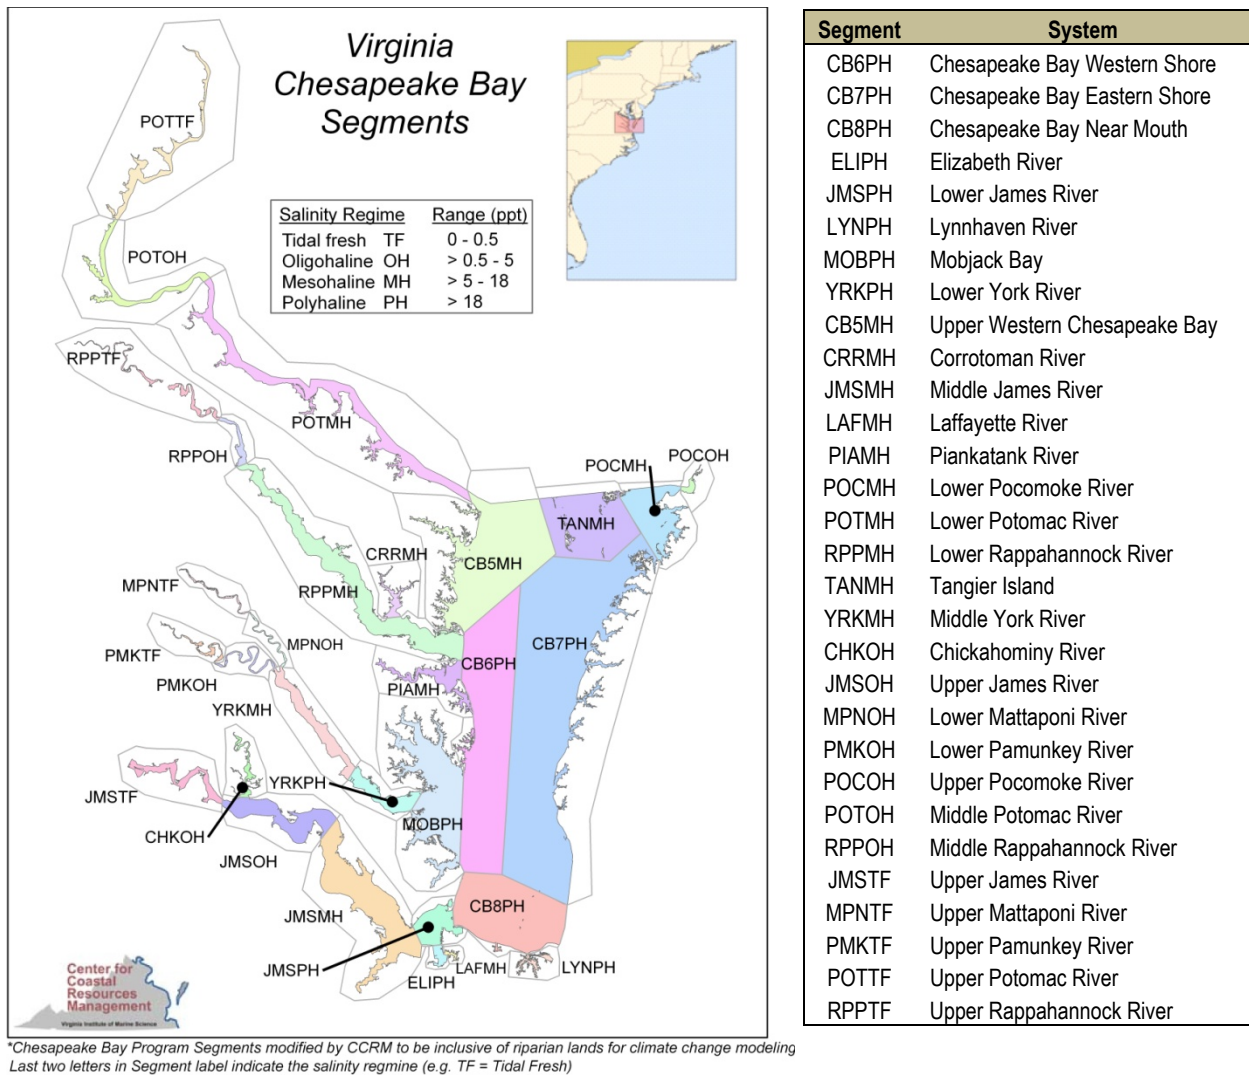 Virginia
Chesapeake Bay
Segments
Salinity Regime Range (ppt)
Tidal fresh TF 0 - 0.5
Oligohaline OH > 0.5 - 5
Mesohaline MH > 5 - 18
Polyhaline PH > 18
POTTF
POTOH
RPPTF
POTMH
RPPOH
POCMH
POCOH
TANMH
CRRMH
CB5MH
MPNTF
RPPMH
MPNOH
CB7PH
PMKTF
CB6PH
PMKOH
PIAMH
YRKMH
YRKPH
JMSTF
MOBPH
CHKOH
JMSOH
CB8PH
JMSMH
JMSPH
LAFMH
LYNPH
ELIPH
Center for
Coastal
Resources
Management
Virginia Institute of Marine Science
*Chesapeake Bay Program Segments modified by CCRM to be inclusive of riparian lands for climate change modeling
Last two letters in Segment label indicate the salinity regmine (e.g. TF = Tidal Fresh)
Segment System
CB6PH Chesapeake Bay Western Shore
CB7PH Chesapeake Bay Eastern Shore
CB8PH Chesapeake Bay Near Mouth
ELIPH Elizabeth River
JMSPH Lower James River
LYNPH Lynnhaven River
MOBPH Mobjack Bay
YRKPH Lower York River
CB5MH Upper Western Chesapeake Bay
CRRMH Corrotoman River
JMSMH Middle James River
LAFMH Laffayette River
PIAMH Piankatank River
POCMH Lower Pocomoke River
POTMH Lower Potomac River
RPPMH Lower Rappahannock River
TANMH Tangier Island
YRKMH Middle York River
CHKOH Chickahominy River
JMSOH Upper James River
MPNOH Lower Mattaponi River
PMKOH Lower Pamunkey River
POCOH Upper Pocomoke River
POTOH Middle Potomac River
RPPOH Middle Rappahannock River
JMSTF Upper James River
MPNTF Upper Mattaponi River
PMKTF Upper Pamunkey River
POTTF Upper Potomac River
RPPTF Upper Rappahannock River